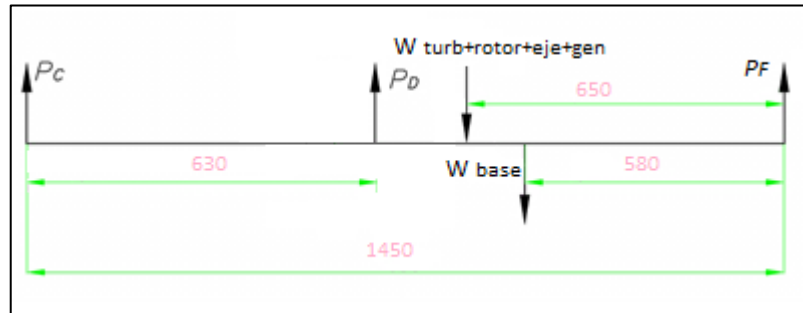 W turb+rotor+eje+gen
PC
PD
PF
650
630
W base
580
1450